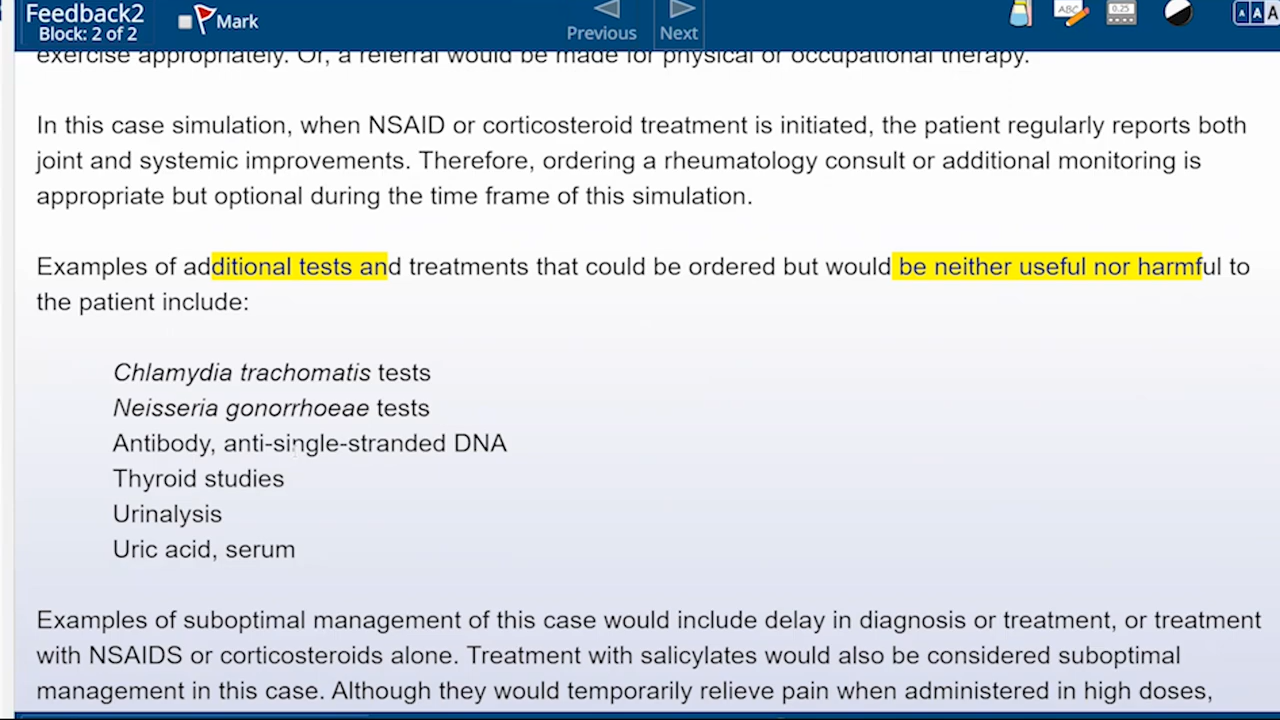 Feedback2
Block: 2 of 2
Mark
Previous
Next
ABC
0.25
A A A
exercise appropriately. Or, a referral would be made for physical or occupational therapy.
In this case simulation, when NSAID or corticosteroid treatment is initiated, the patient regularly reports both
joint and systemic improvements. Therefore, ordering a rheumatology consult or additional monitoring is
appropriate but optional during the time frame of this simulation.
Examples of additional tests and treatments that could be ordered but would be neither useful nor harmful to
the patient include:
Chlamydia trachomatis tests
Neisseria gonorrhoeae tests
Antibody, anti-single-stranded DNA
Thyroid studies
Urinalysis
Uric acid, serum
Examples of suboptimal management of this case would include delay in diagnosis or treatment, or treatment
with NSAIDS or corticosteroids alone. Treatment with salicylates would also be considered suboptimal
management in this case. Although they would temporarily relieve pain when administered in high doses,